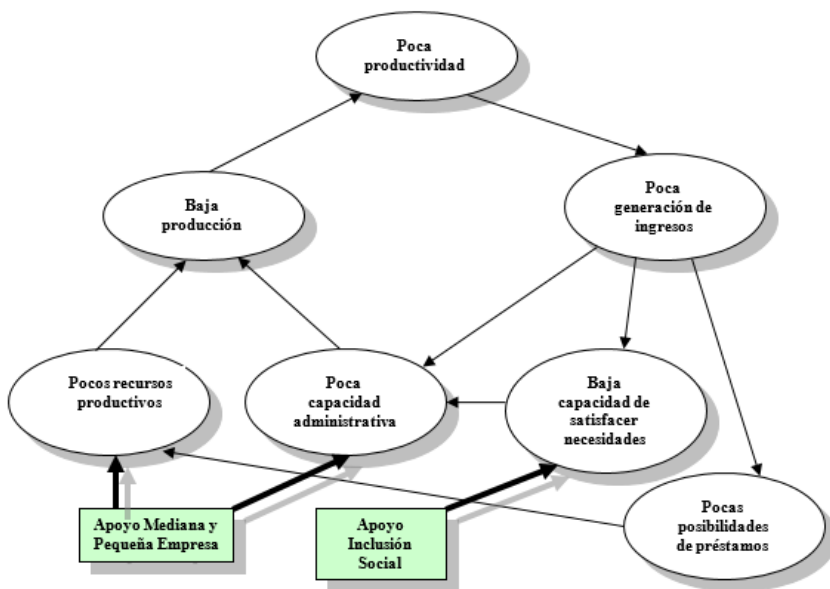 Poca
productividad
Baja
producción
Poca
generación de
ingresos
Pocos recursos
productivos
Poca
capacidad
administrativa
Baja
capacidad de
satisfacer
necesidades
Pocas
posibilidades
de préstamos
Apoyo Mediana y
Pequeña Empresa
Apoyo
Inclusión
Social